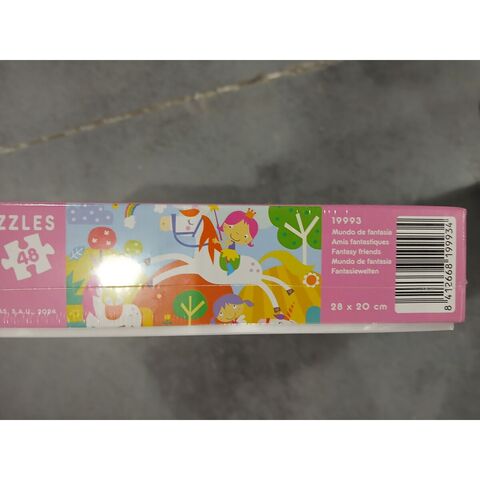 ZZLES
48
AS, S.A.U., 2024
19993
Mundo de fantasía
Amis fantastiques
Fantasy friends
Mundo de fantasia
Fantasiewelten
28 x 20 cm
8 412668 199934